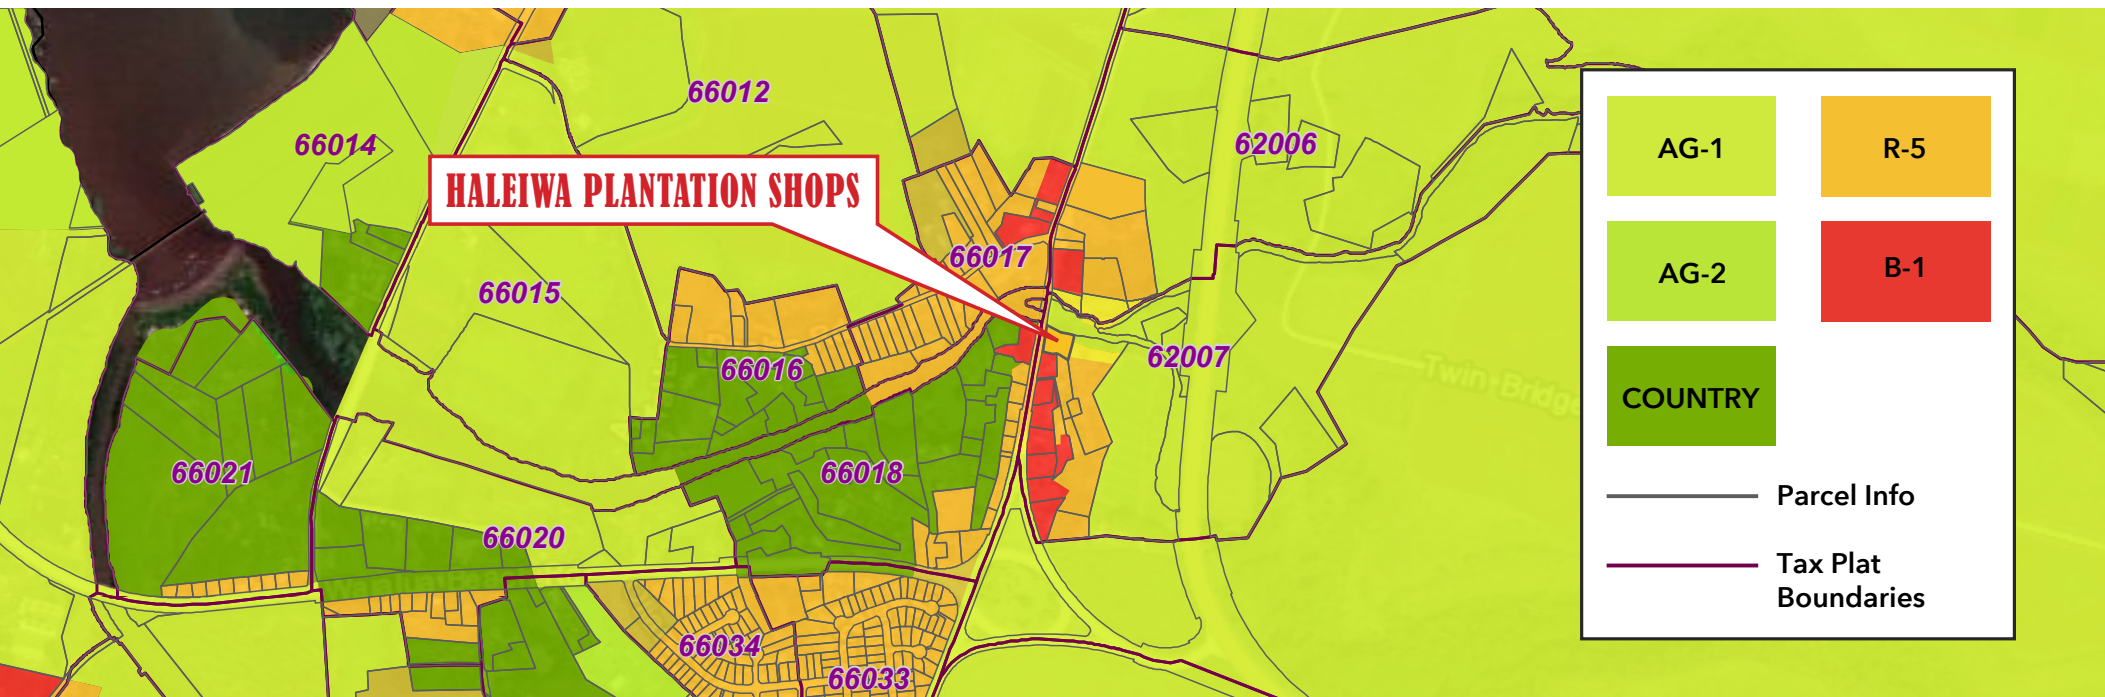 66012
66014
62006
HALEIWA PLANTATION SHOPS
66017
66015
62007
66016
66021
66018
66020
66034
66033
AG-1
R-5
AG-2
B-1
COUNTRY
Parcel Info
Tax Plat
Boundaries